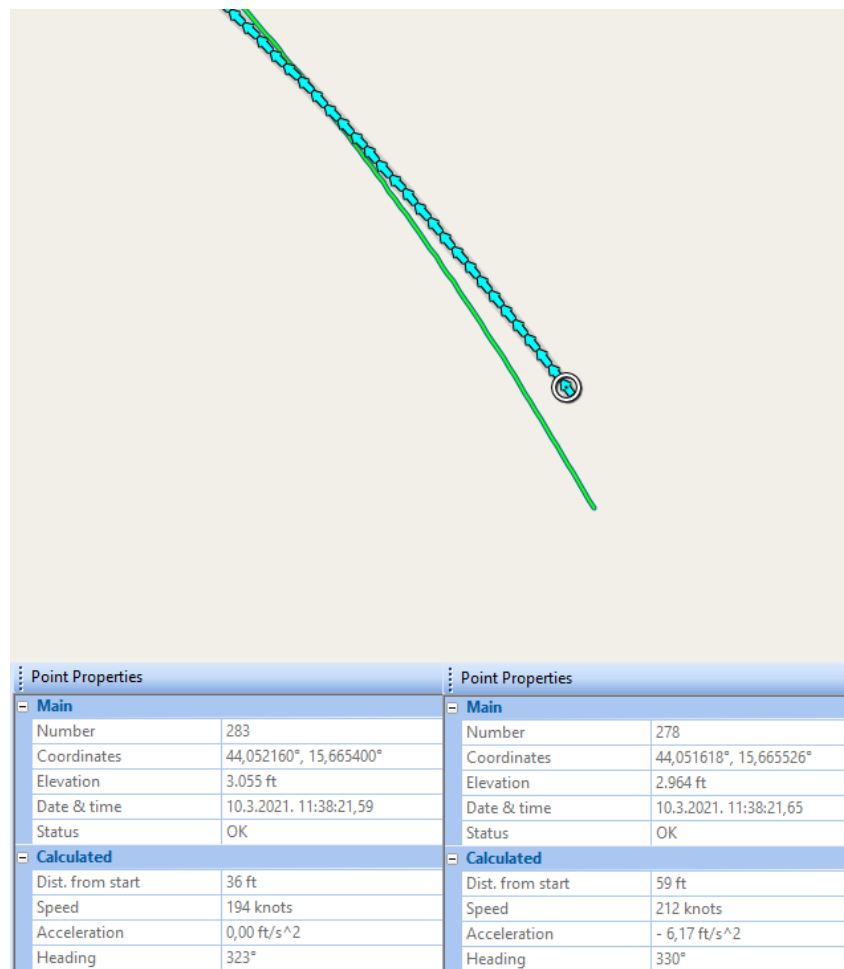 Point Properties
Main
Number 283
Coordinates 44,052160°, 15,665400°
Elevation 3.055 ft
Date & time 10.3.2021. 11:38:21,59
Status OK
Calculated
Dist. from start 36 ft
Speed 194 knots
Acceleration 0,00 ft/s^2
Heading 323°
Point Properties
Main
Number 278
Coordinates 44,051618°, 15,665526°
Elevation 2.964 ft
Date & time 10.3.2021. 11:38:21,65
Status OK
Calculated
Dist. from start 59 ft
Speed 212 knots
Acceleration - 6,17 ft/s^2
Heading 330°